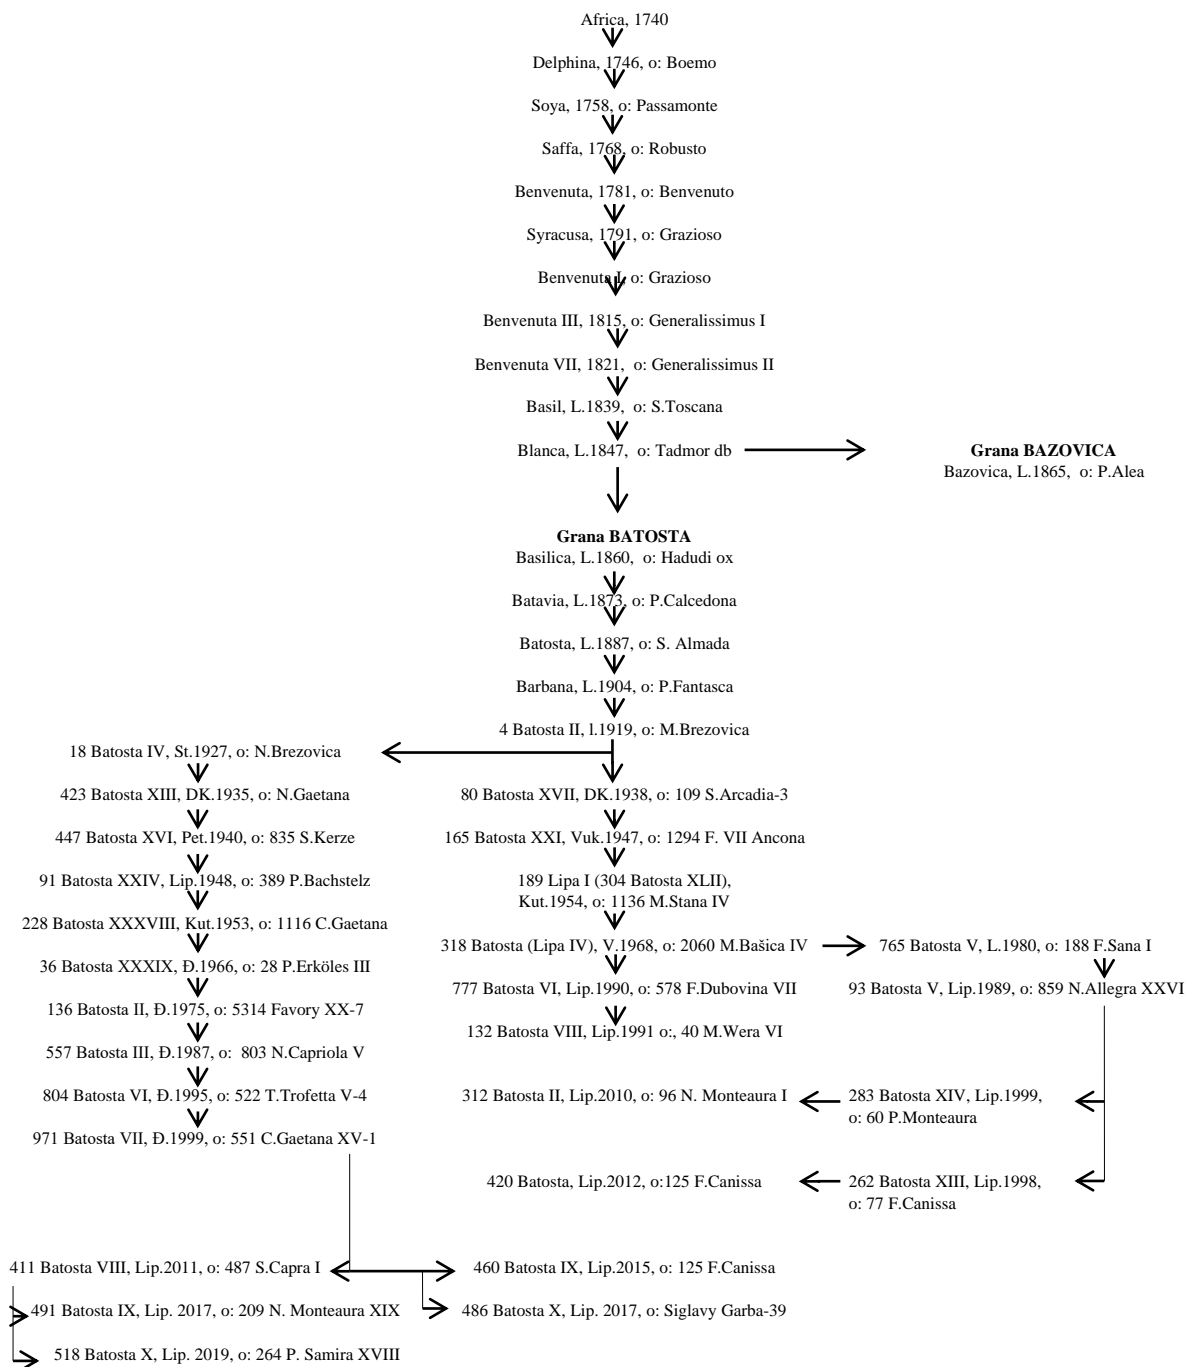 Africa, 1740
Delphina, 1746, o: Boemo
Soya, 1758, o: Passamonte
Saffa, 1768, o: Robusto
Benvenuta, 1781, o: Benvenuto
Syracusa, 1791, o: Grazioso
Benvenuta I, o: Grazioso
Benvenuta III, 1815, o: Generalissimus I
Benvenuta VII, 1821, o: Generalissimus II
Basil, L.1839, o: S.Toscana
Blanca, L.1847, o: Tadmor db
Grana BAZOVICA
Bazovica, L.1865, o: P.Alea
Grana BATOSTA
Basilica, L.1860, o: Hadudi ox
Batavia, L.1873, o: P.Calcedona
Batosta, L.1887, o: S. Almada
Barbana, L.1904, o: P.Fantasca
4 Batosta II, l.1919, o: M.Brezovica
18 Batosta IV, St.1927, o: N.Brezovica
423 Batosta XIII, DK.1935, o: N.Gaetana
447 Batosta XVI, Pet.1940, o: 835 S.Kerze
91 Batosta XXIV, Lip.1948, o: 389 P.Bachstelz
228 Batosta XXXVIII, Kut.1953, o: 1116 C.Gaetana
36 Batosta XXXIX, Đ.1966, o: 28 P.Erköles III
136 Batosta II, Đ.1975, o: 5314 Favory XX-7
557 Batosta III, Đ.1987, o: 803 N.Capriola V
804 Batosta VI, Đ.1995, o: 522 T.Trofetta V-4
971 Batosta VII, Đ.1999, o: 551 C.Gaetana XV-1
80 Batosta XVII, DK.1938, o: 109 S.Arcadia-3
165 Batosta XXI, Vuk.1947, o: 1294 F. VII Ancona
189 Lipa I (304 Batosta XLII),
Kut.1954, o: 1136 M.Stana IV
318 Batosta (Lipa IV), V.1968, o: 2060 M.Bašica IV
777 Batosta VI, Lip.1990, o: 578 F.Dubovina VII
132 Batosta VIII, Lip.1991 o:, 40 M.Wera VI
765 Batosta V, L.1980, o: 188 F.Sana I
93 Batosta V, Lip.1989, o: 859 N.Allegra XXVI
312 Batosta II, Lip.2010, o: 96 N. Monteaura I
283 Batosta XIV, Lip.1999,
o: 60 P.Monteaura
420 Batosta, Lip.2012, o:125 F.Canissa
262 Batosta XIII, Lip.1998,
o: 77 F.Canissa
411 Batosta VIII, Lip.2011, o: 487 S.Capra I
460 Batosta IX, Lip.2015, o: 125 F.Canissa
491 Batosta IX, Lip. 2017, o: 209 N. Monteaura XIX
486 Batosta X, Lip. 2017, o: Siglavy Garba-39
518 Batosta X, Lip. 2019, o: 264 P. Samira XVIII